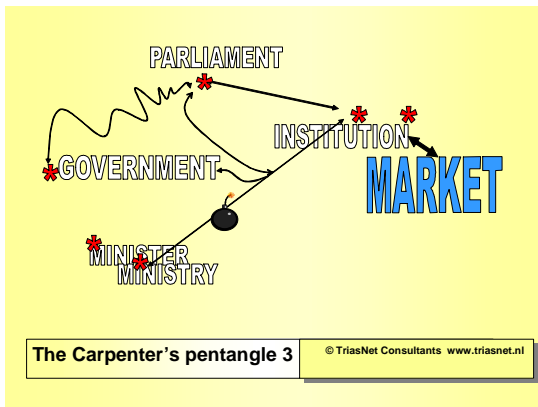 PARLIAMENT
INSTITUTION
GOVERNMENT
MARKET
MINISTER
MINISTRY
The Carpenter's pentangle 3
© TriasNet Consultants www.triasnet.nl